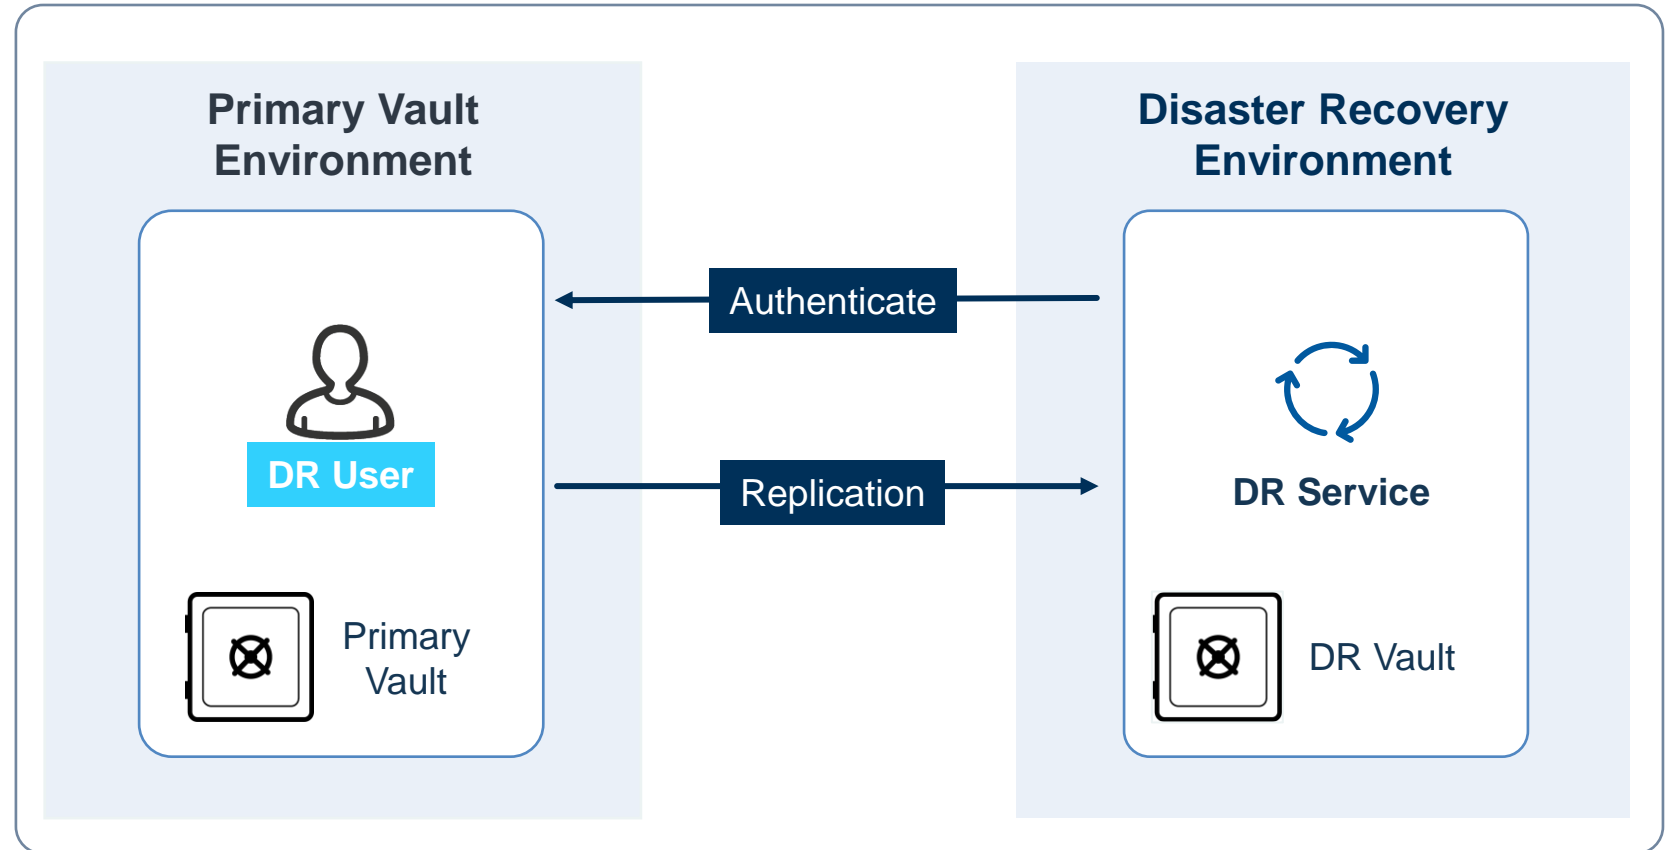 Primary Vault
Environment
Disaster Recovery
Environment
Authenticate
DR User
Replication
DR Service
Primary
Vault
DR Vault